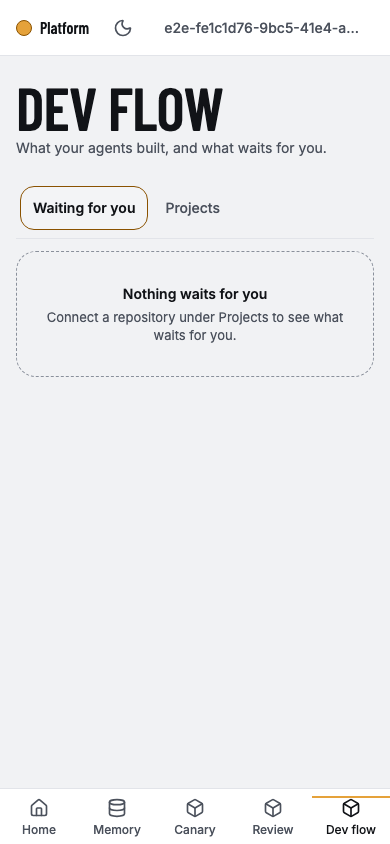 Platform
e2e-fe1c1d76-9bc5-41e4-a...
DEV FLOW
What your agents built, and what waits for you.
Waiting for you
Projects
Nothing waits for you
Connect a repository under Projects to see what
waits for you.
Home
Memory
Canary
Review
Dev flow